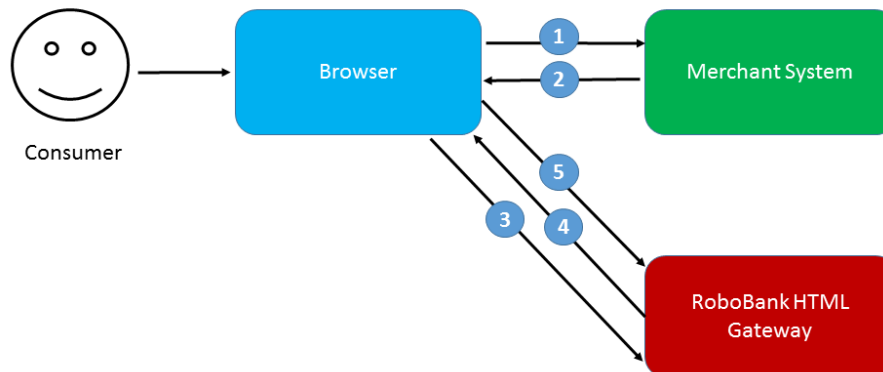 1
Browser
Merchant System
2
Consumer
5
3
4
RoboBank HTML
Gateway